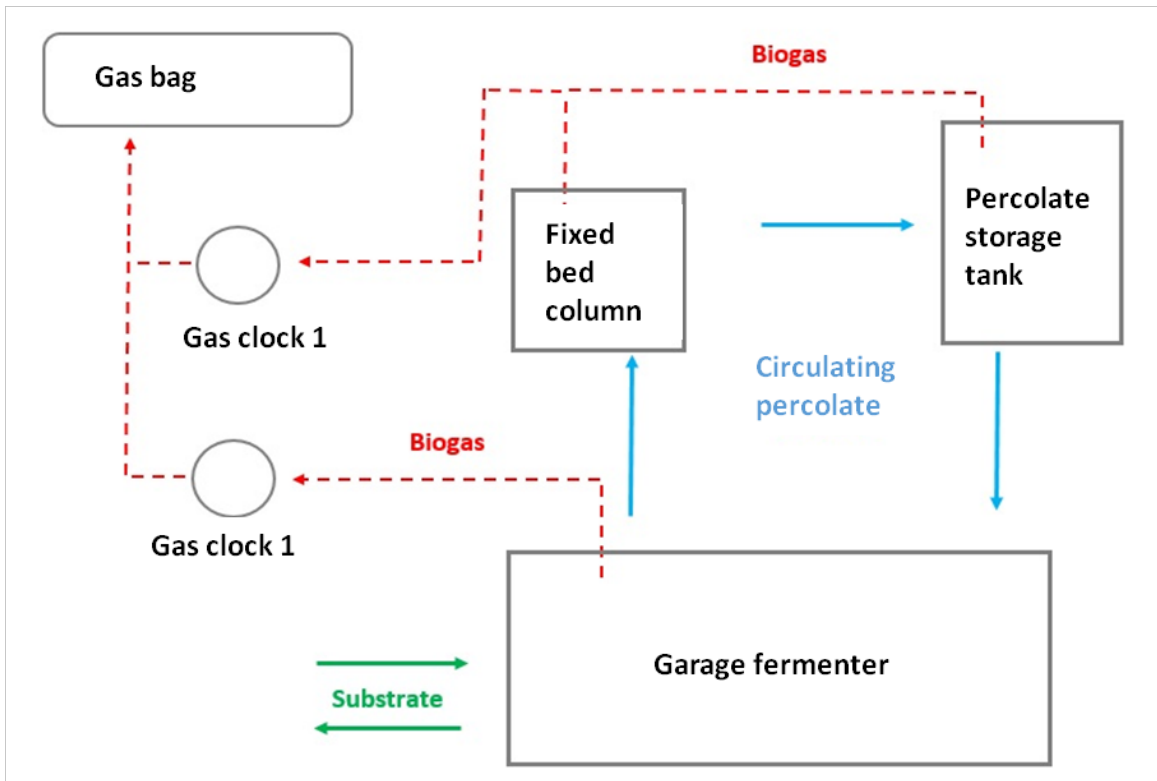 Gas bag
Biogas
Percolate
storage
tank
Fixed
bed
column
Gas clock 1
Circulating
percolate
Biogas
Gas clock 1
Garage fermenter
Substrate